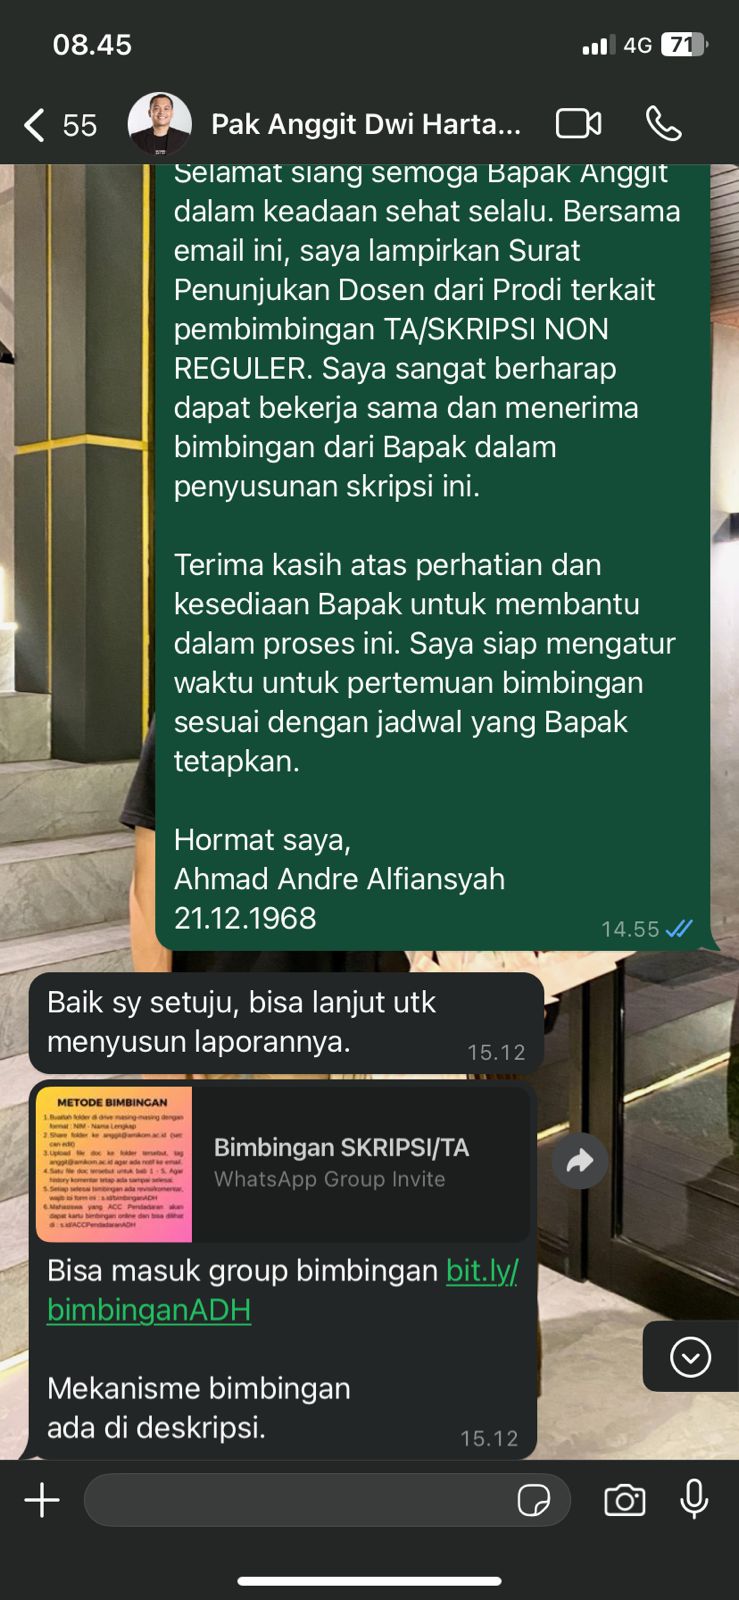 08.45
4G 71
55 Pak Anggit Dwi Harta...
Selamat siang semoga Bapak Anggit
dalam keadaan sehat selalu. Bersama
email ini, saya lampirkan Surat
Penunjukan Dosen dari Prodi terkait
pembimbingan TA/SKRIPSI NON
REGULER. Saya sangat berharap
dapat bekerja sama dan menerima
bimbingan dari Bapak dalam
penyusunan skripsi ini.
Terima kasih atas perhatian dan
kesediaan Bapak untuk membantu
dalam proses ini. Saya siap mengatur
waktu untuk pertemuan bimbingan
sesuai dengan jadwal yang Bapak
tetapkan.
Hormat saya,
Ahmad Andre Alfiansyah
21.12.1968
14.55
Baik sy setuju, bisa lanjut utk
menyusun laporannya.
15.12
METODE BIMBINGAN
1. Buatlah folder di drive masing-masing dengan
format : NIM - Nama Lengkap
2. Share folder ke anggit@amikom.ac.id (set:
can edit)
3. Upload file doc ke folder tersebut, tag
anggit@amikom.ac.id agar ada notif ke email.
4. Satu file doc tersebut untuk bab 1 - 5. Agar
history komentar tetap ada sampai selesai.
5. Setiap selesai bimbingan ada revisi/komentar,
wajib isi form ini : s.id/bimbinganADH
6. Mahasiswa yang ACC Pendadaran akan
dapat kartu bimbingan online dan bisa dilihat
di : s.id/ACCPendadaranADH
Bimbingan SKRIPSI/TA
WhatsApp Group Invite
Bisa masuk group bimbingan bit.ly/
bimbinganADH
Mekanisme bimbingan
ada di deskripsi.
15.12